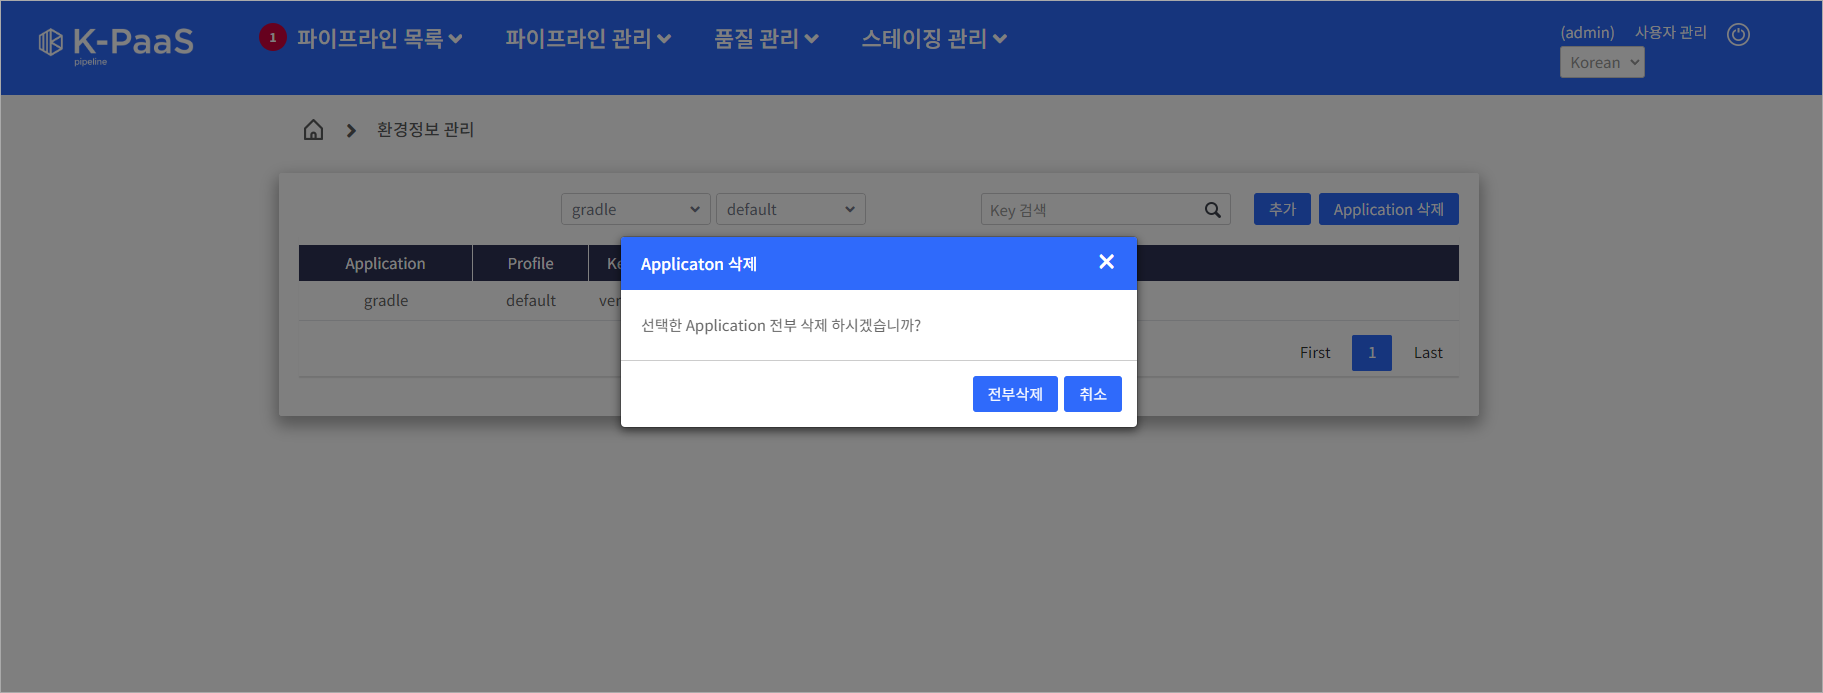 K-PaaS
pipeline
1 파이프라인 목록 파이프라인 관리 품질 관리 스테이징 관리
(admin) 사용자 관리
Korean
환경정보 관리
gradle default Key 검색 추가 Application 삭제
Application Profile
gradle default
Applicaton 삭제
선택한 Application 전부 삭제 하시겠습니까?
전부삭제 취소
First 1 Last